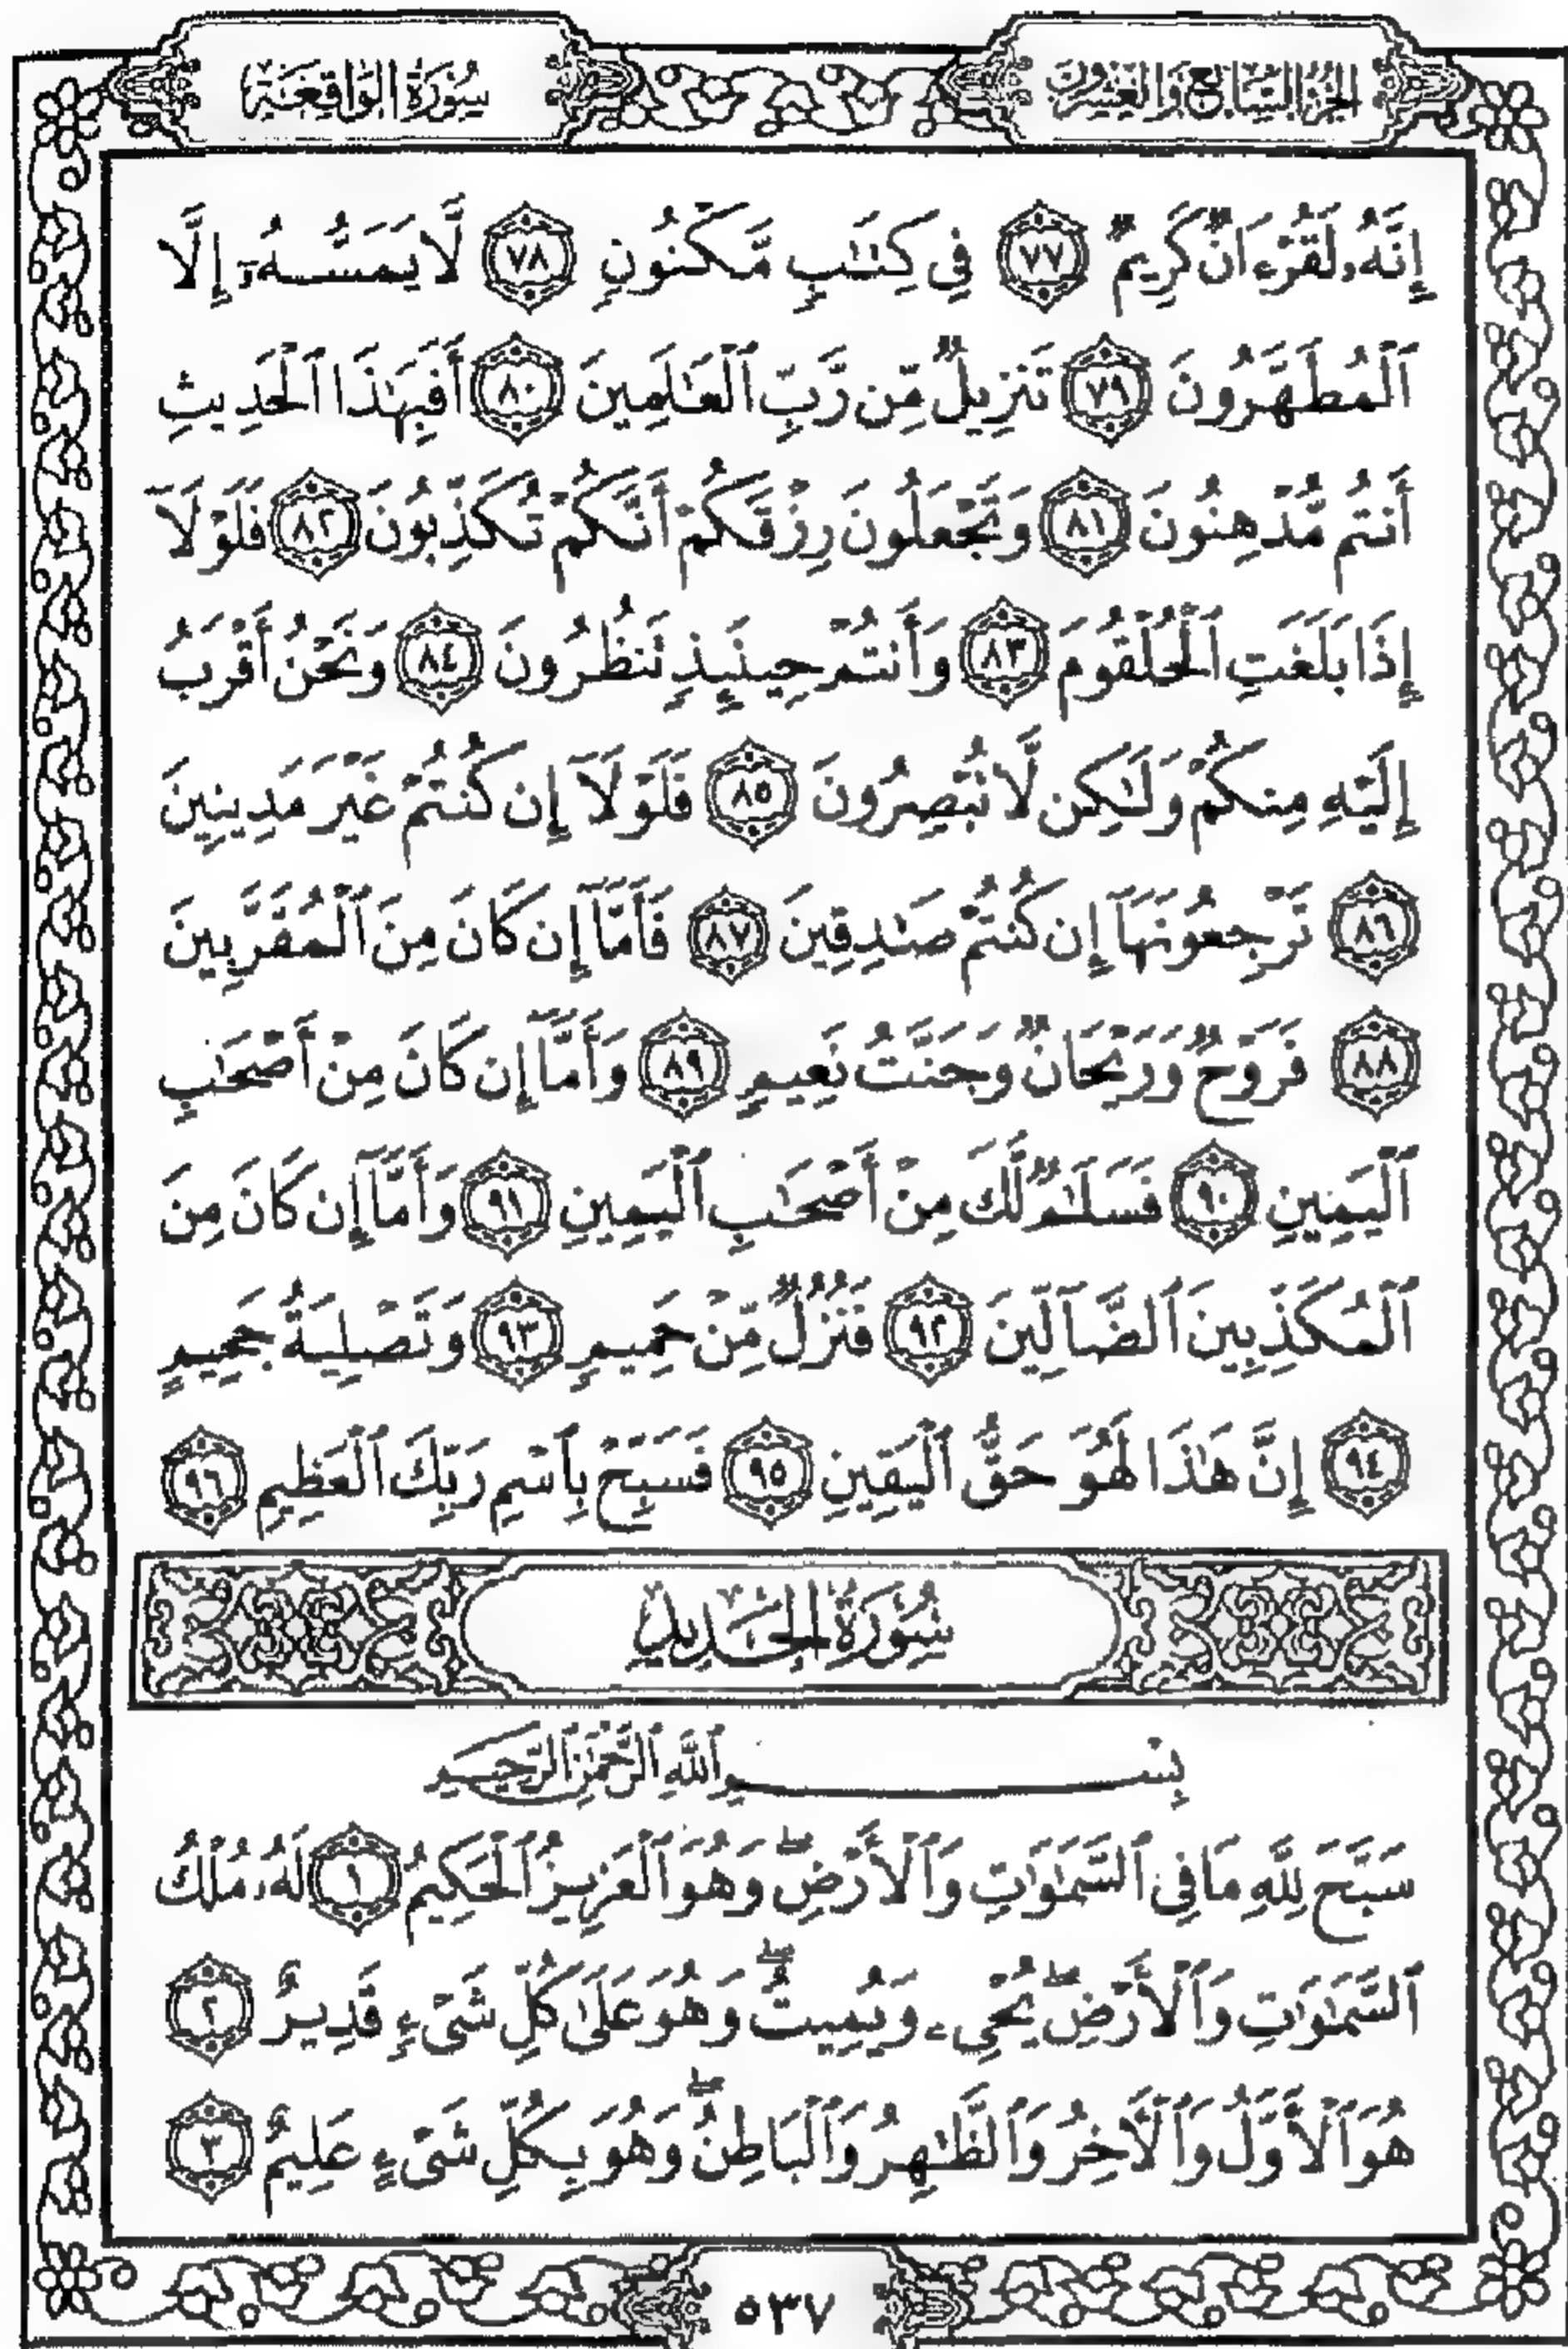 الجزء السابع والعشرون
سورة الواقعة
إِنَّهُۥ لَقُرْءَانٌ كَرِيمٌ ﴿٧٧﴾ فِى كِتَٰبٍ مَّكْنُونٍ ﴿٧٨﴾ لَّا يَمَسُّهُۥٓ إِلَّا
ٱلْمُطَهَّرُونَ ﴿٧٩﴾ تَنزِيلٌ مِّن رَّبِّ ٱلْعَٰلَمِينَ ﴿٨٠﴾ أَفَبِهَٰذَا ٱلْحَدِيثِ
أَنتُم مُّدْهِنُونَ ﴿٨١﴾ وَتَجْعَلُونَ رِزْقَكُمْ أَنَّكُمْ تُكَذِّبُونَ ﴿٨٢﴾ فَلَوْلَآ
إِذَا بَلَغَتِ ٱلْحُلْقُومَ ﴿٨٣﴾ وَأَنتُمْ حِينَئِذٍ تَنظُرُونَ ﴿٨٤﴾ وَنَحْنُ أَقْرَبُ
إِلَيْهِ مِنكُمْ وَلَٰكِن لَّا تُبْصِرُونَ ﴿٨٥﴾ فَلَوْلَآ إِن كُنتُمْ غَيْرَ مَدِينِينَ
﴿٨٦﴾ تَرْجِعُونَهَآ إِن كُنتُمْ صَٰدِقِينَ ﴿٨٧﴾ فَأَمَّآ إِن كَانَ مِنَ ٱلْمُقَرَّبِينَ
﴿٨٨﴾ فَرَوْحٌ وَرَيْحَانٌ وَجَنَّتُ نَعِيمٍ ﴿٨٩﴾ وَأَمَّآ إِن كَانَ مِنْ أَصْحَٰبِ
ٱلْيَمِينِ ﴿٩٠﴾ فَسَلَٰمٌ لَّكَ مِنْ أَصْحَٰبِ ٱلْيَمِينِ ﴿٩١﴾ وَأَمَّآ إِن كَانَ مِنَ
ٱلْمُكَذِّبِينَ ٱلضَّآلِّينَ ﴿٩٢﴾ فَنُزُلٌ مِّنْ حَمِيمٍ ﴿٩٣﴾ وَتَصْلِيَةُ جَحِيمٍ
﴿٩٤﴾ إِنَّ هَٰذَا لَهُوَ حَقُّ ٱلْيَقِينِ ﴿٩٥﴾ فَسَبِّحْ بِٱسْمِ رَبِّكَ ٱلْعَظِيمِ ﴿٩٦﴾
سورة الحديد
بِسْمِ ٱللَّهِ ٱلرَّحْمَٰنِ ٱلرَّحِيمِ
سَبَّحَ لِلَّهِ مَا فِى ٱلسَّمَٰوَٰتِ وَٱلْأَرْضِ ۖ وَهُوَ ٱلْعَزِيزُ ٱلْحَكِيمُ ﴿١﴾ لَهُۥ مُلْكُ
ٱلسَّمَٰوَٰتِ وَٱلْأَرْضِ ۖ يُحْىِۦ وَيُمِيتُ ۖ وَهُوَ عَلَىٰ كُلِّ شَىْءٍ قَدِيرٌ ﴿٢﴾
هُوَ ٱلْأَوَّلُ وَٱلْءَاخِرُ وَٱلظَّٰهِرُ وَٱلْبَاطِنُ ۖ وَهُوَ بِكُلِّ شَىْءٍ عَلِيمٌ ﴿٣﴾
٥٣٧